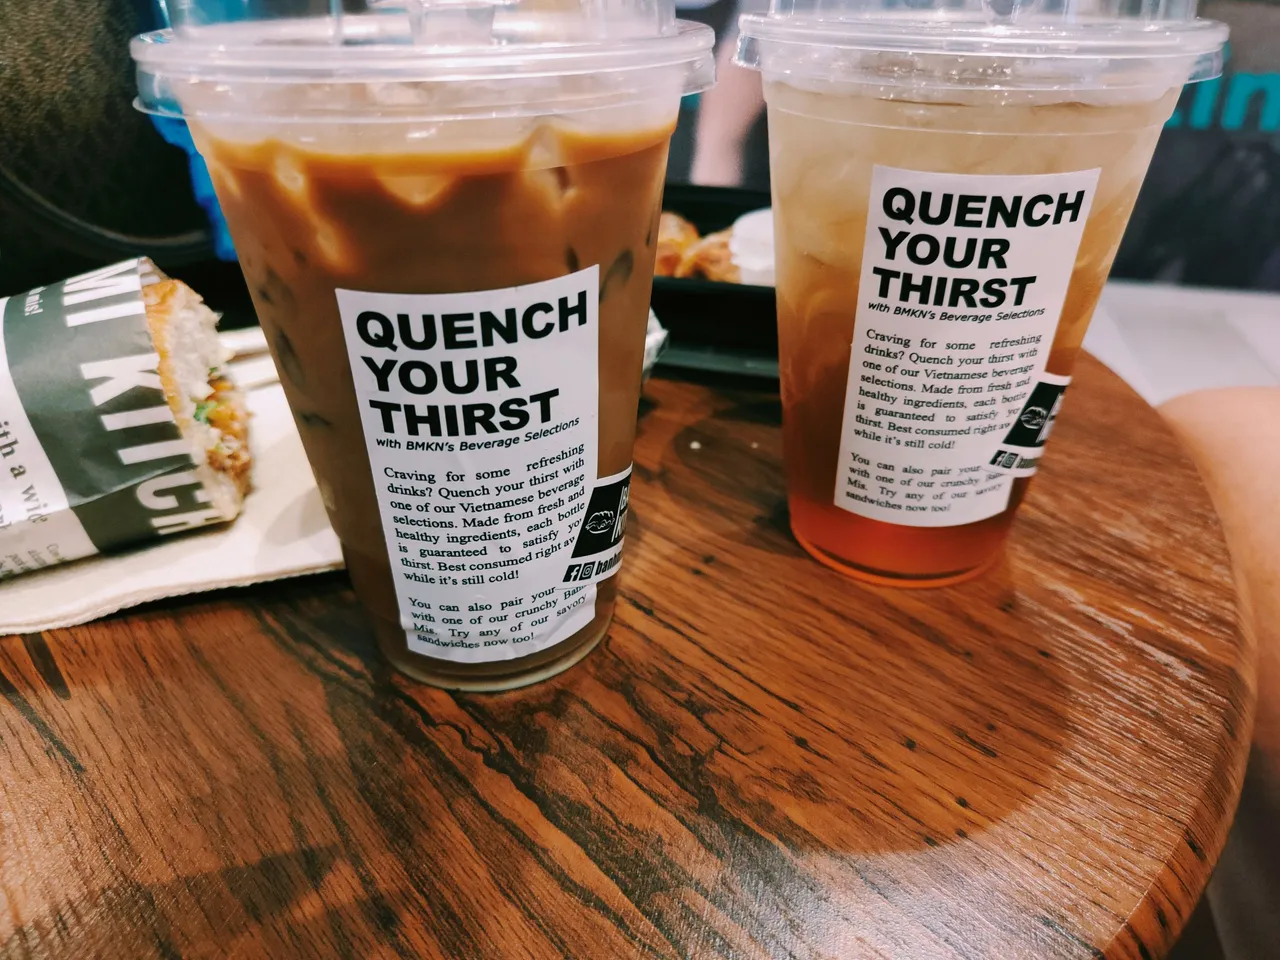 QUENCH
YOUR
THIRST
with BMKN's Beverage Selections
Craving for some refreshing
drinks? Quench your thirst with
one of our Vietnamese beverage
selections. Made from fresh and
healthy ingredients, each bottle
is guaranteed to satisfy
thirst. Best consumed right
while it's still cold!
You can also pair your
with one of our crunchy
Mis. Try any of our savory
sandwiches now too!
QUENCH
YOUR
THIRST
with BMKN's Beverage Selections
Craving for some refreshing
drinks? Quench your thirst with
one of our Vietnamese beverage
selections. Made from fresh and
healthy ingredients, each bottle
is guaranteed to satisfy
thirst. Best consumed right
while it's still cold!
You can also pair your
with one of our crunchy
Mis. Try any of our savory
sandwiches now too!